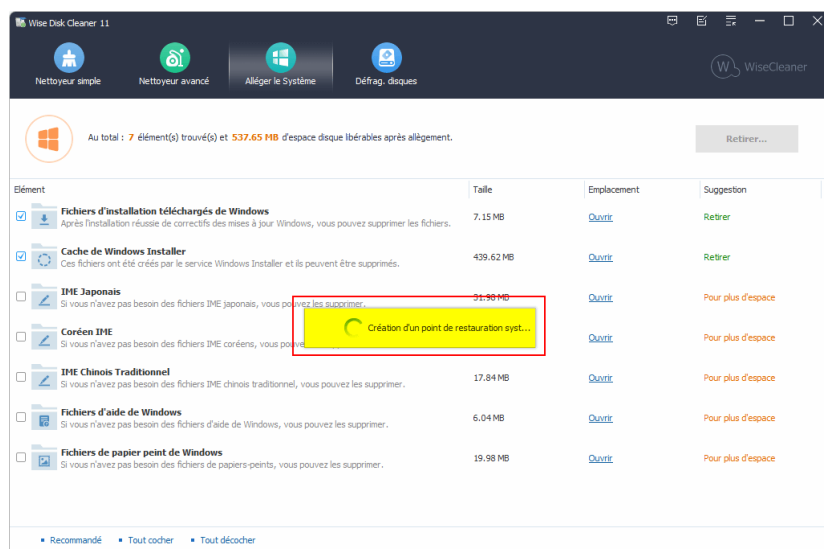 Wise Disk Cleaner 11
Nettoyeur simple
Nettoyeur avancé
Alléger le Système
Défrag. disques
WiseCleaner
Au total : 7 élément(s) trouvé(s) et 537.65 MB d'espace disque libérables après allègement.
Retirer...
Elément Taille Emplacement Suggestion
Fichiers d'installation téléchargés de Windows
Après l'installation réussie de correctifs des mises à jour Windows, vous pouvez supprimer les fichiers.
7.15 MB Ouvrir Retirer
Cache de Windows Installer
Ces fichiers ont été créés par le service Windows Installer et ils peuvent être supprimés.
439.62 MB Ouvrir Retirer
IME Japonais
Si vous n'avez pas besoin des fichiers IME japonais, vous pouvez les supprimer.
31.98 MB Ouvrir Pour plus d'espace
Création d'un point de restauration syst...
Coréen IME
Si vous n'avez pas besoin des fichiers IME coréens, vous
Ouvrir Pour plus d'espace
IME Chinois Traditionnel
Si vous n'avez pas besoin des fichiers IME chinois traditionnel, vous pouvez les supprimer.
17.84 MB Ouvrir Pour plus d'espace
Fichiers d'aide de Windows
Si vous n'avez pas besoin des fichiers d'aide de Windows, vous pouvez les supprimer.
6.04 MB Ouvrir Pour plus d'espace
Fichiers de papier peint de Windows
Si vous n'avez pas besoin des fichiers de papiers-peints, vous pouvez les supprimer.
19.98 MB Ouvrir Pour plus d'espace
Recommandé Tout cocher Tout décocher